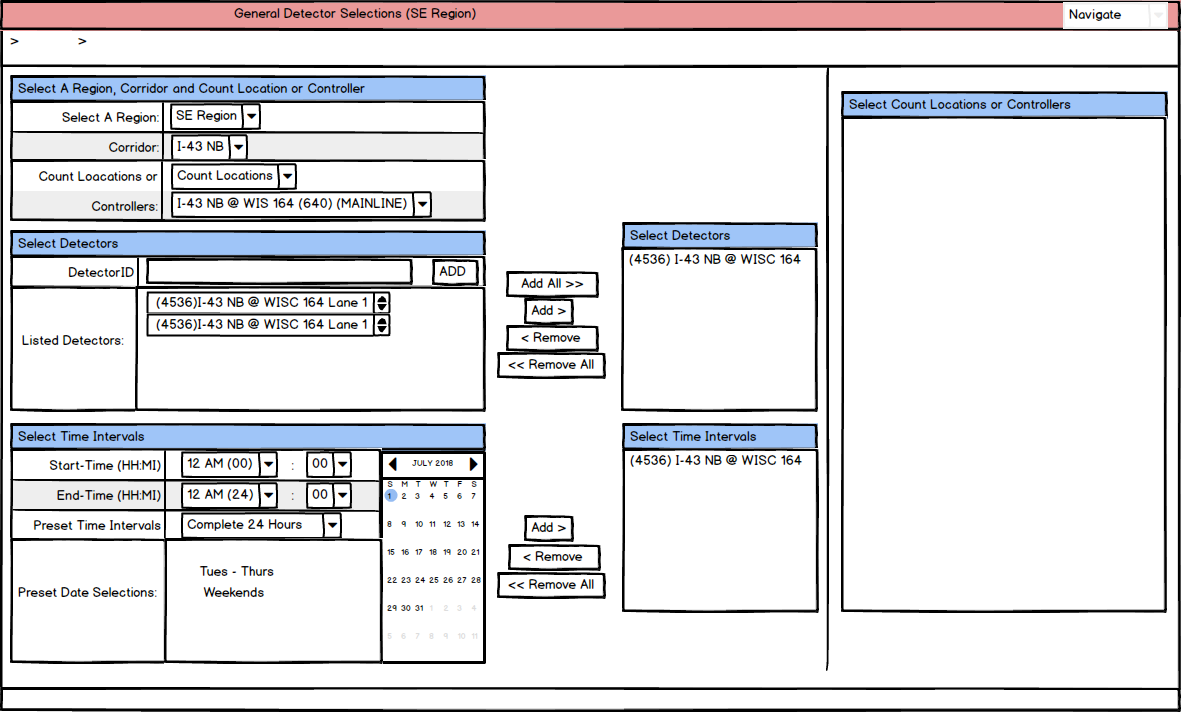 General Detector Selections (SE Region)
Navigate
> >
Select A Region, Corridor and Count Location or Controller
Select A Region: SE Region
Corridor: I-43 NB
Count Loacations or Count Locations
Controllers: I-43 NB @ WIS 164 (640) (MAINLINE)
Select Detectors
DetectorID ADD
Listed Detectors:
(4536)I-43 NB @ WISC 164 Lane 1
(4536)I-43 NB @ WISC 164 Lane 1
Add All >>
Add >
< Remove
<< Remove All
Select Detectors
(4536) I-43 NB @ WISC 164
Select Time Intervals
Start-Time (HH:MI) 12 AM (00) : 00
End-Time (HH:MI) 12 AM (24) : 00
Preset Time Intervals Complete 24 Hours
Preset Date Selections:
Tues - Thurs
Weekends
JULY 2018
S M T W T F S
1 2 3 4 5 6 7
8 9 10 11 12 13 14
15 16 17 18 19 20 21
22 23 24 25 26 27 28
29 30 31 1 2 3 4
5 6 7 8 9 10 11
Add >
< Remove
<< Remove All
Select Time Intervals
(4536) I-43 NB @ WISC 164
Select Count Locations or Controllers